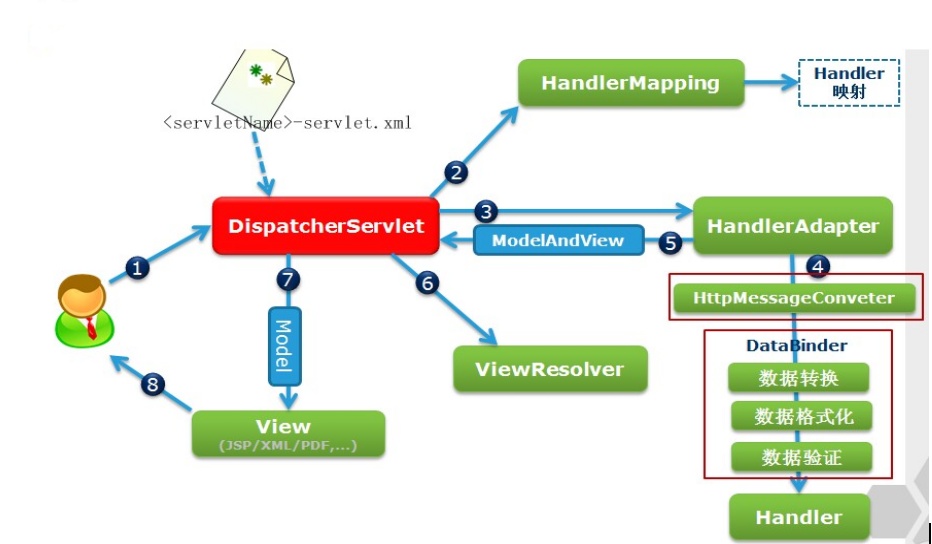 HandlerMapping
Handler
映射
<servletName>-servlet.xml
2
DispatcherServlet
3
HandlerAdapter
ModelAndView
5
1
7
6
4
HttpMessageConveter
Model
DataBinder
ViewResolver
数据转换
8
数据格式化
View
(JSP/XML/PDF,...)
数据验证
Handler